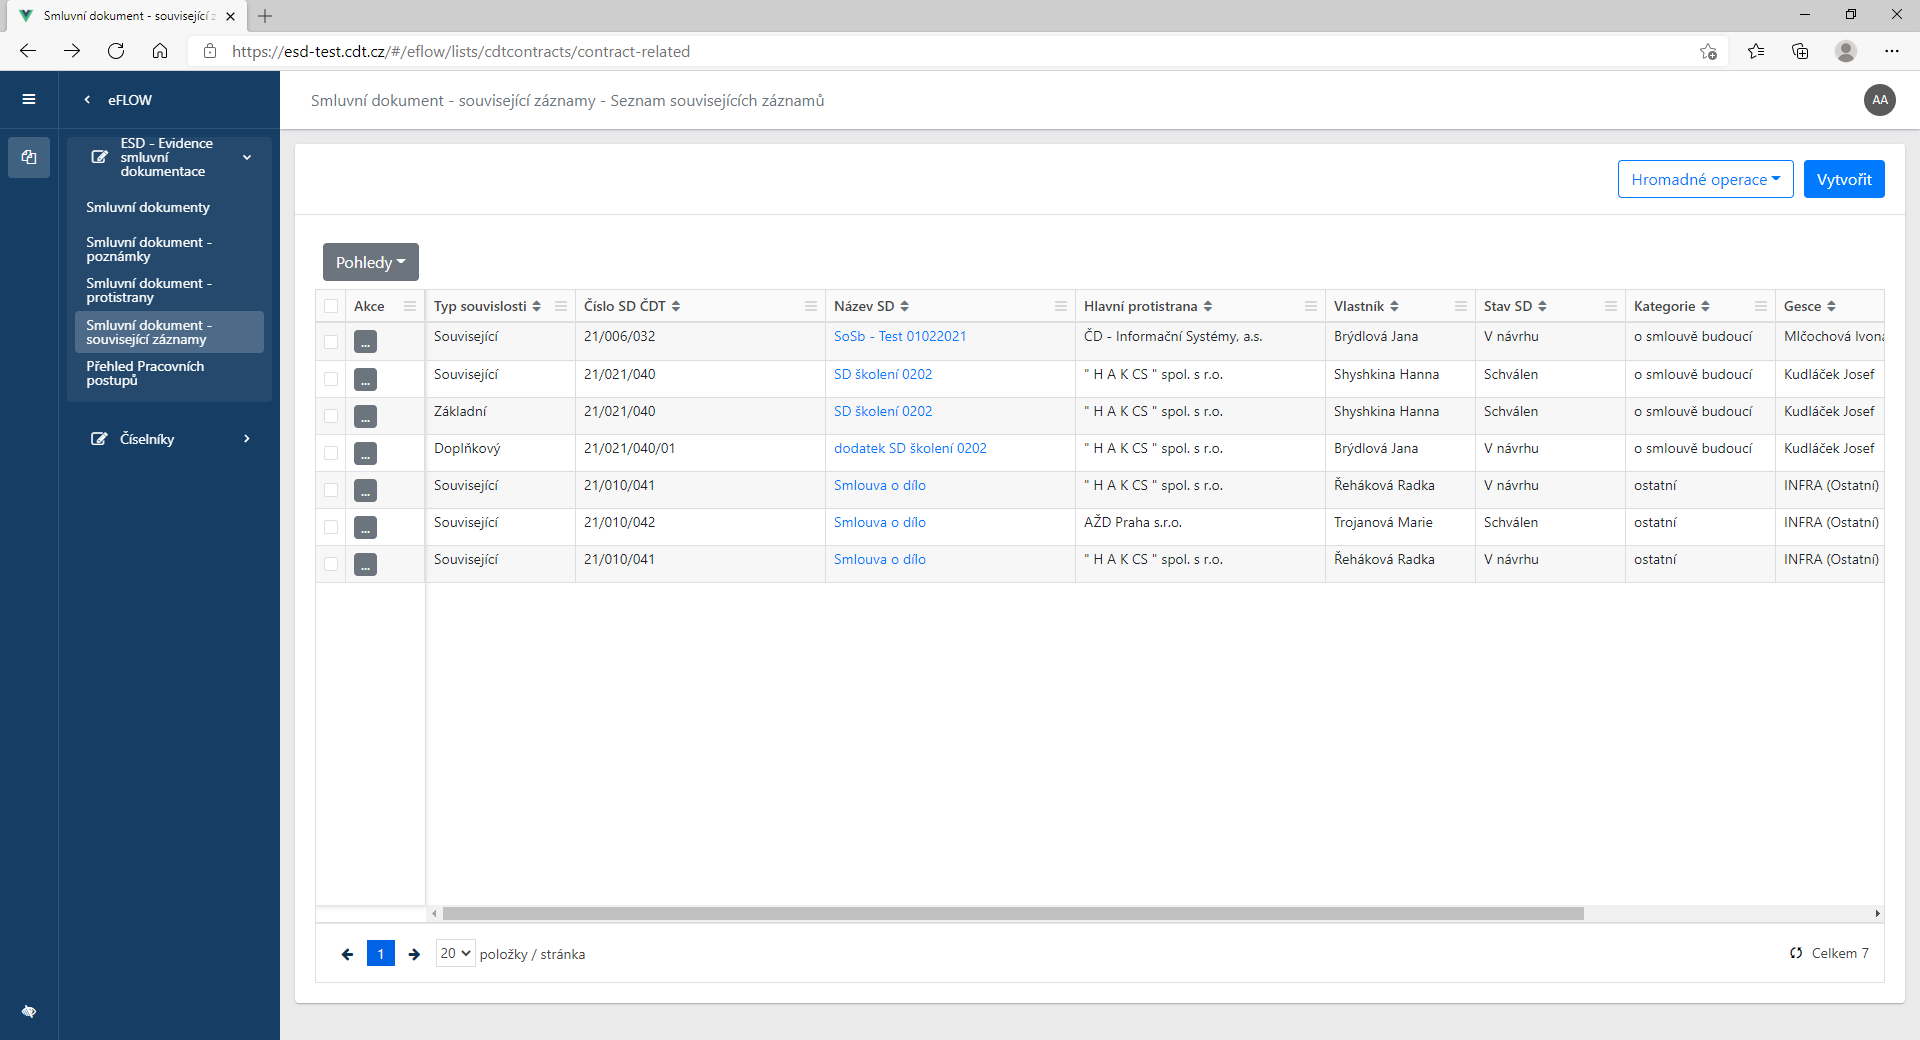 Smluvní dokument - související z
https://esd-test.cdt.cz/#/eflow/lists/cdtcontracts/contract-related
eFLOW
Smluvní dokument - související záznamy - Seznam souvisejících záznamů
AA
ESD - Evidence
smluvní
dokumentace
Smluvní dokumenty
Smluvní dokument -
poznámky
Smluvní dokument -
protistrany
Smluvní dokument -
související záznamy
Přehled Pracovních
postupů
Číselníky
Hromadné operace
Vytvořit
Pohledy
Akce Typ souvislosti Číslo SD ČDT Název SD Hlavní protistrana Vlastník Stav SD Kategorie Gesce
... Související 21/006/032 SoSb - Test 01022021 ČD - Informační Systémy, a.s. Brýdlová Jana V návrhu o smlouvě budoucí Mlčochová Ivona
... Související 21/021/040 SD školení 0202 " H A K CS " spol. s r.o. Shyshkina Hanna Schválen o smlouvě budoucí Kudláček Josef
... Základní 21/021/040 SD školení 0202 " H A K CS " spol. s r.o. Shyshkina Hanna Schválen o smlouvě budoucí Kudláček Josef
... Doplňkový 21/021/040/01 dodatek SD školení 0202 " H A K CS " spol. s r.o. Brýdlová Jana V návrhu o smlouvě budoucí Kudláček Josef
... Související 21/010/041 Smlouva o dílo " H A K CS " spol. s r.o. Řeháková Radka V návrhu ostatní INFRA (Ostatní)
... Související 21/010/042 Smlouva o dílo AŽD Praha s.r.o. Trojanová Marie Schválen ostatní INFRA (Ostatní)
... Související 21/010/041 Smlouva o dílo " H A K CS " spol. s r.o. Řeháková Radka V návrhu ostatní INFRA (Ostatní)
1 20 položky / stránka
Celkem 7